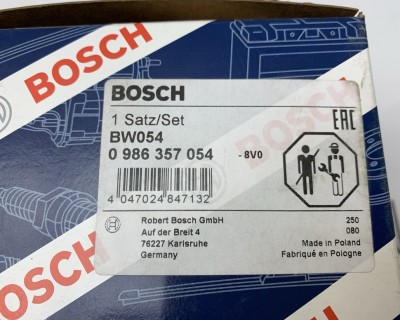 BOSCH
BOSCH
1 Satz/Set
BW054
0 986 357 054 - 8V0
EAC
4 047024 847132
Robert Bosch GmbH
Auf der Breit 4
76227 Karlsruhe
Germany
250
080
Made in Poland
Fabriqué en Pologne
BOSCH